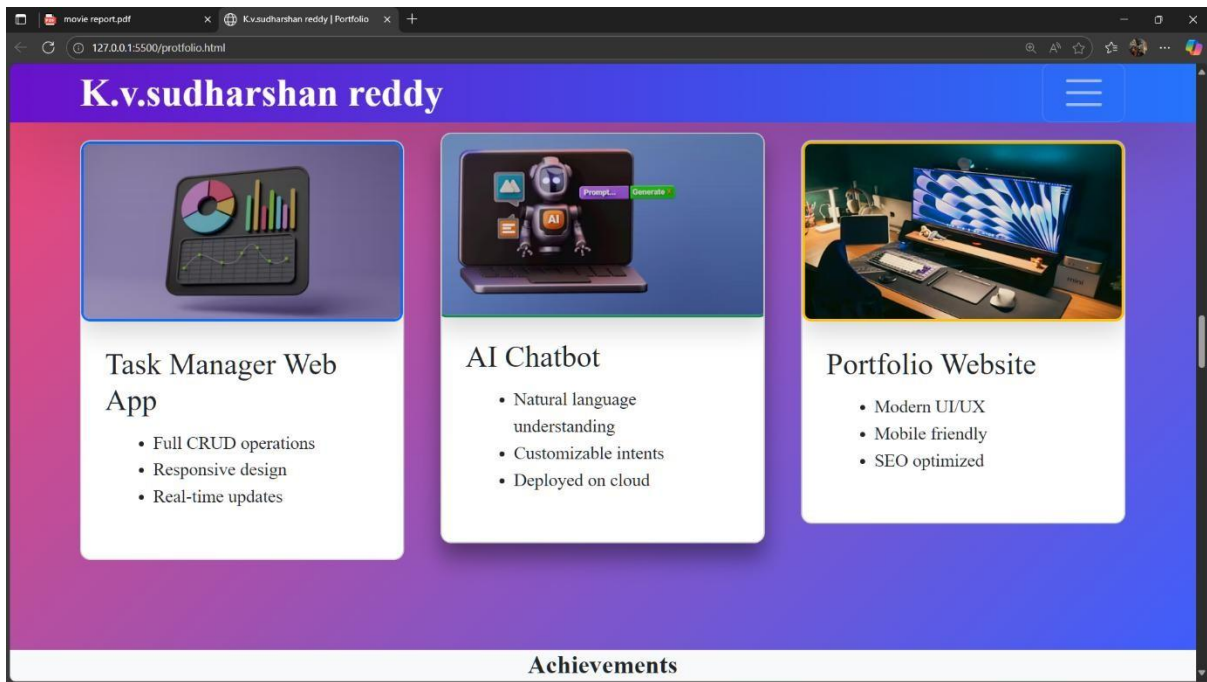 movie report.pdf
K.v.sudharshan reddy | Portfolio
127.0.0.1:5500/protfolio.html
K.v.sudharshan reddy
Task Manager Web
App
• Full CRUD operations
• Responsive design
• Real-time updates
Prompt...
Generate
AI
AI Chatbot
• Natural language
understanding
• Customizable intents
• Deployed on cloud
Portfolio Website
• Modern UI/UX
• Mobile friendly
• SEO optimized
Achievements